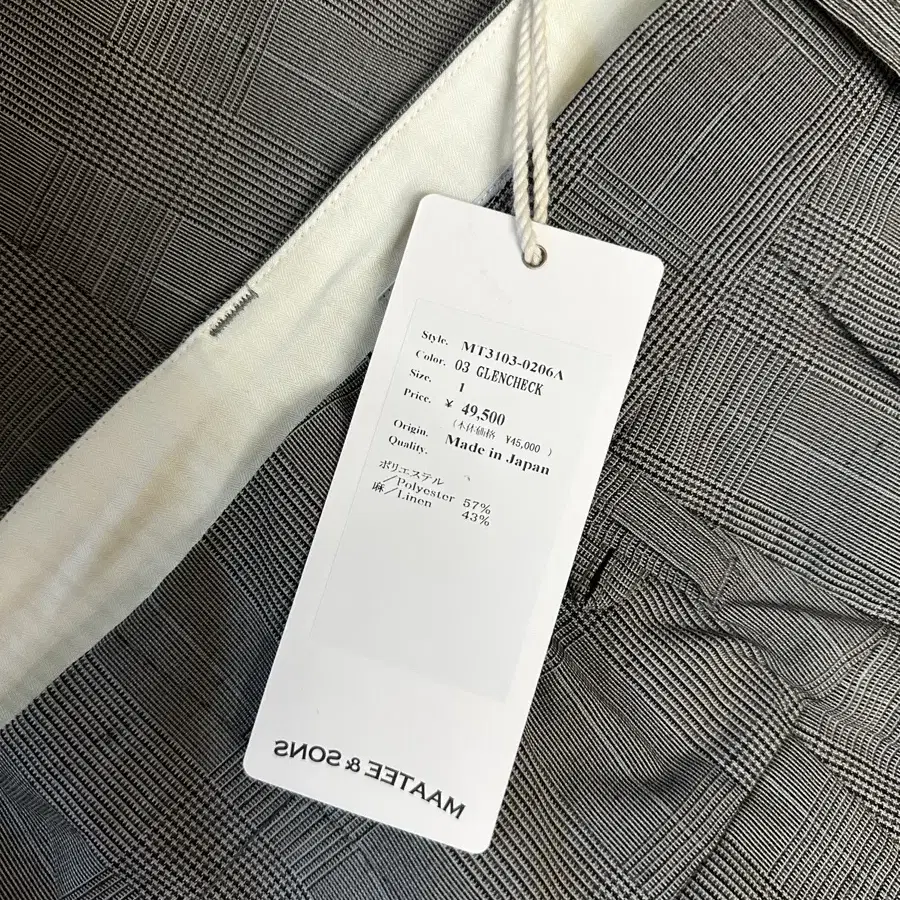 Style. MT3103-0206A
Color. 03 GLENCHECK
Size. 1
Price. ¥ 49,500
(本体価格 ¥45,000 )
Origin. Made in Japan
Quality.
ポリエステル
／Polyester 57%
麻／Linen 43%
MAATEE & SONS